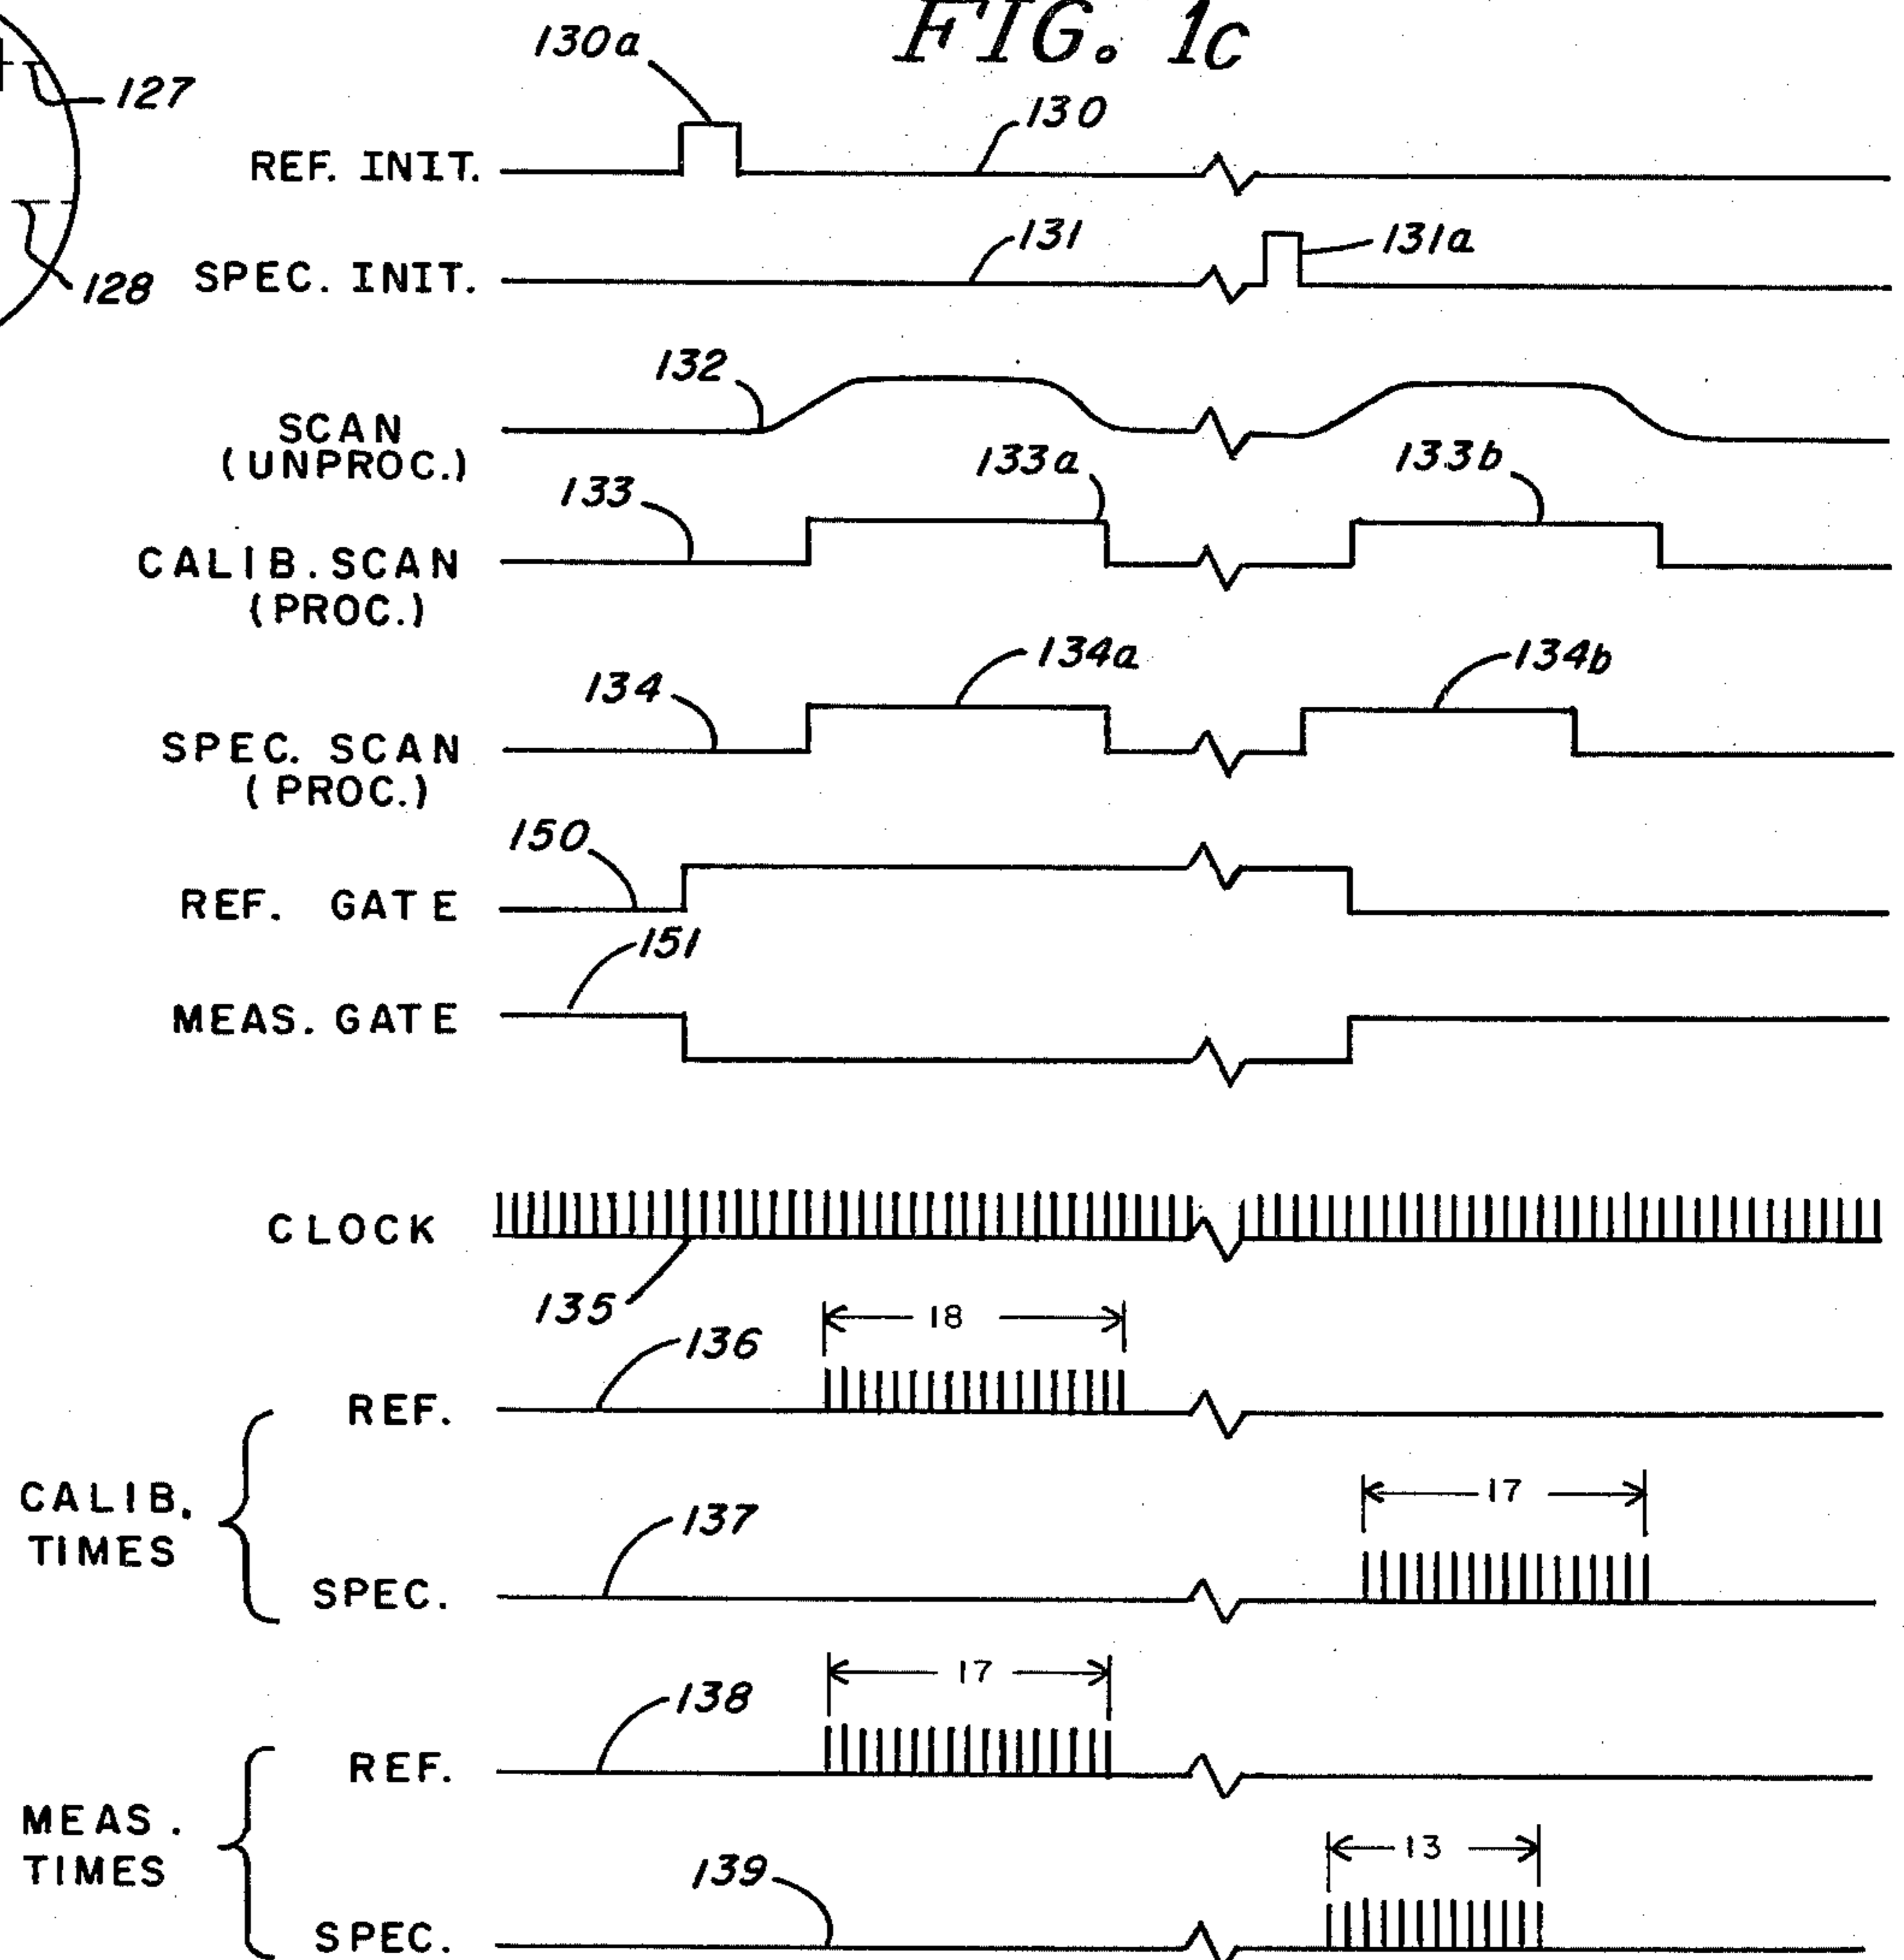 FIG. 1c
130a
127
130
REF. INIT.
131
131a
128
SPEC. INIT.
132
SCAN
(UNPROC.)
133a
133b
133
CALIB. SCAN
(PROC.)
134a
134b
134
SPEC. SCAN
(PROC.)
150
REF. GATE
151
MEAS. GATE
CLOCK
135
18
136
REF.
17
CALIB.
TIMES
137
SPEC.
17
138
REF.
MEAS.
TIMES
13
139
SPEC.